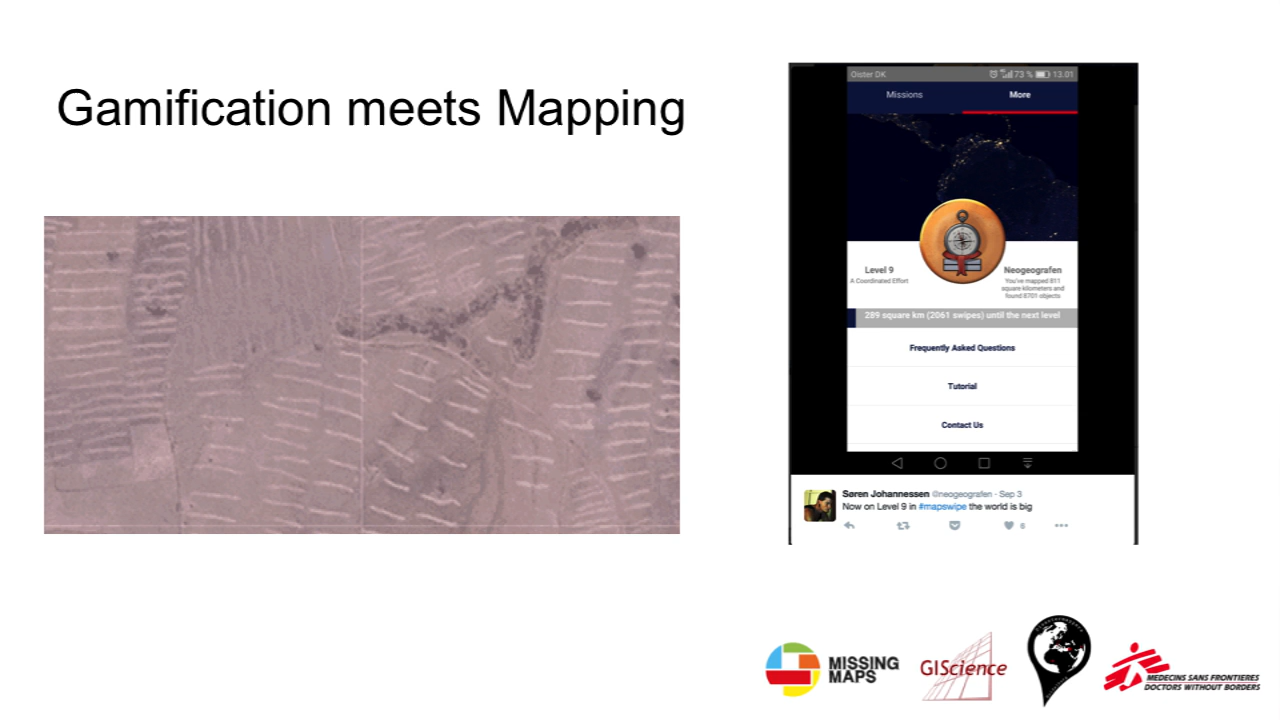 Gamification meets Mapping
Oister DK 73 % 13.01
Missions More
Level 9
A Coordinated Effort
Neogeografen
You've mapped 811
square kilometers and
found 8701 objects
289 square km (2061 swipes) until the next level
Frequently Asked Questions
Tutorial
Contact Us
Søren Johannessen @neogeografen · Sep 3
Now on Level 9 in #mapswipe the world is big
6
MISSING
MAPS
GIScience
MEDECINS SANS FRONTIERES
DOCTORS WITHOUT BORDERS